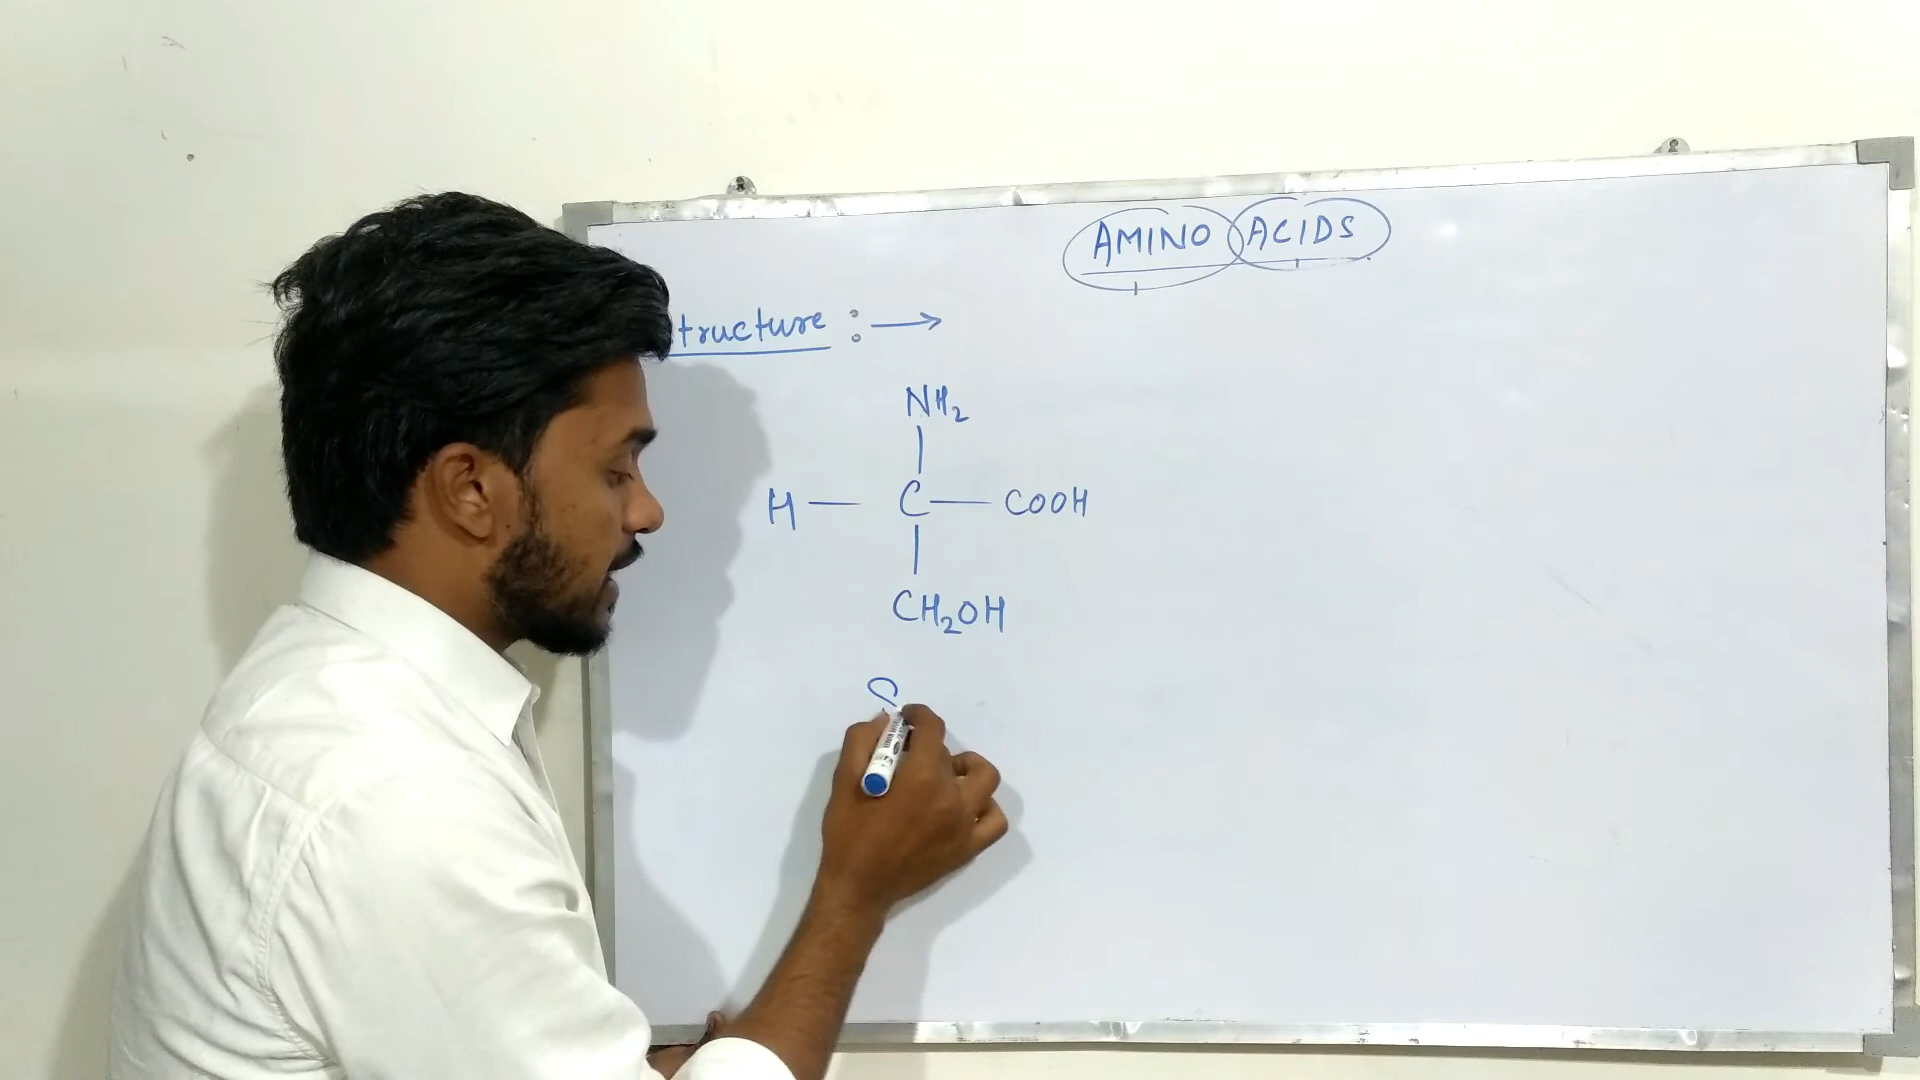 AMINO ACIDS
tructure :→
NH₂
H — C — COOH
CH₂OH
S